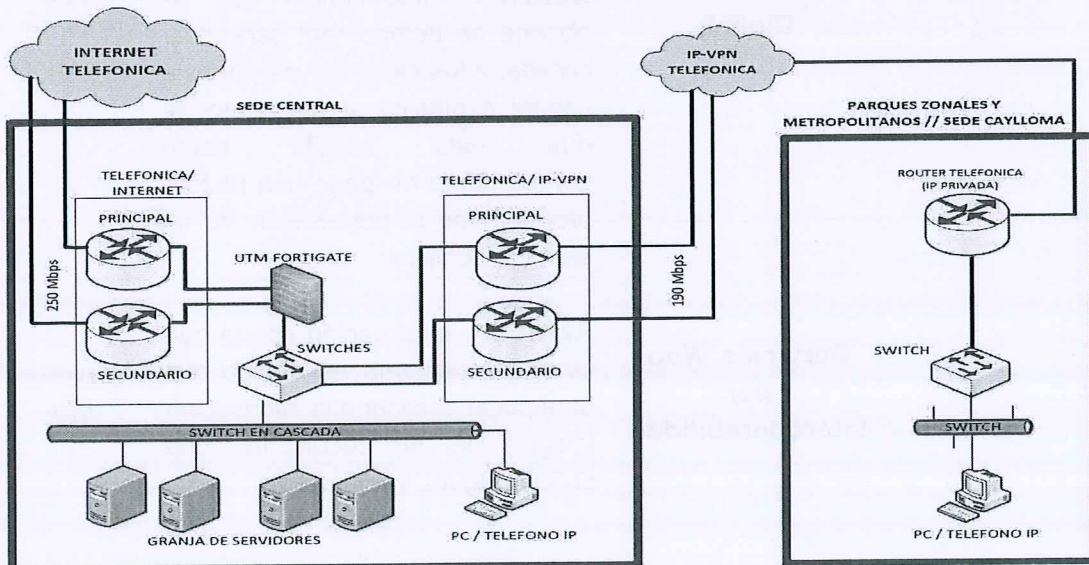 INTERNET
TELEFONICA
IP-VPN
TELEFONICA
SEDE CENTRAL
PARQUES ZONALES Y
METROPOLITANOS // SEDE CAYLLOMA
TELEFONICA/
INTERNET
TELEFONICA/IP-VPN
ROUTER TELEFONICA
(IP PRIVADA)
PRINCIPAL
PRINCIPAL
UTM FORTIGATE
250 Mbps
190 Mbps
SWITCHES
SWITCH
SECUNDARIO
SECUNDARIO
SWITCH EN CASCADA
SWITCH
GRANJA DE SERVIDORES
PC / TELEFONO IP
PC / TELEFONO IP